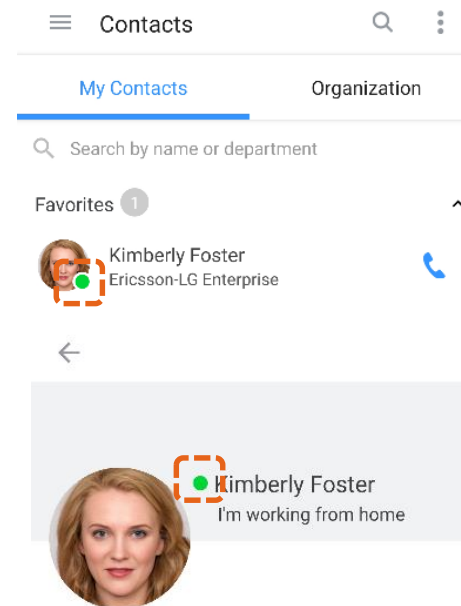 Contacts
My Contacts Organization
Search by name or department
Favorites 1
Kimberly Foster
Ericsson-LG Enterprise
Kimberly Foster
I'm working from home